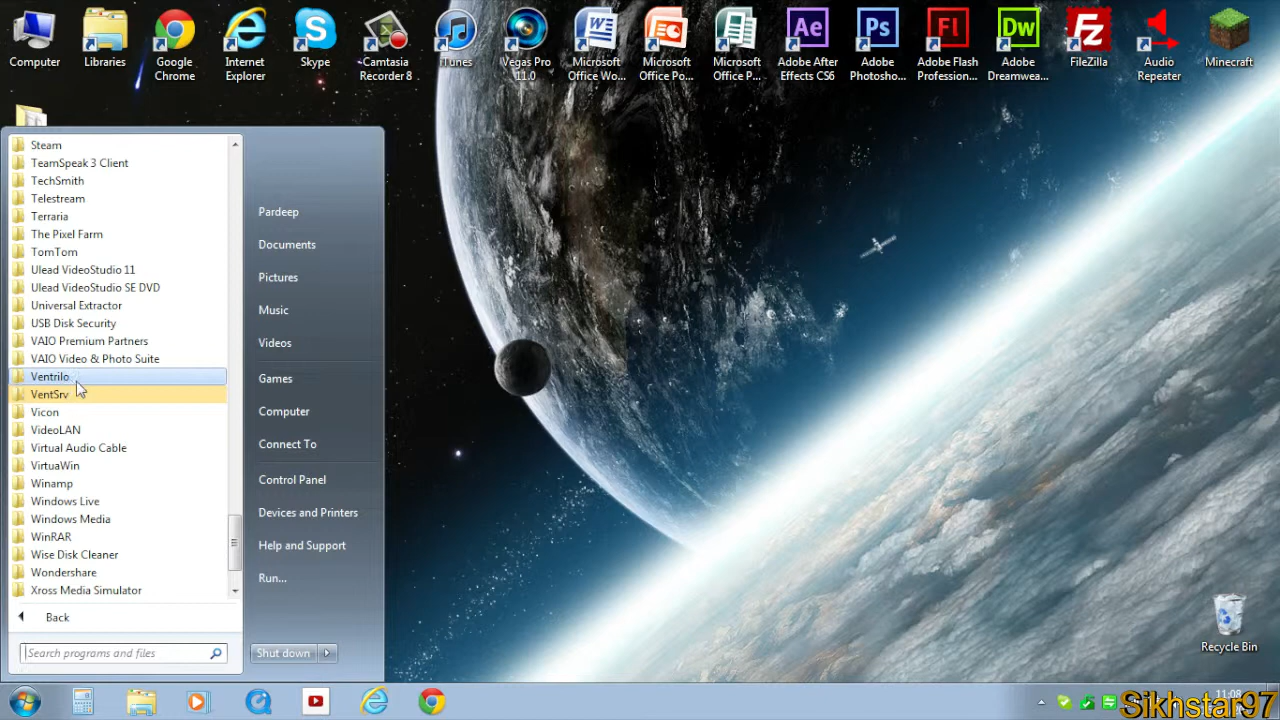 Computer
Libraries
Google
Chrome
Internet
Explorer
Skype
Camtasia
Recorder 8
iTunes
Vegas Pro
11.0
Microsoft
Office Wo...
Microsoft
Office Po...
Microsoft
Office P...
Ae
Adobe After
Effects CS6
Ps
Adobe
Photosho...
Fl
Adobe Flash
Profession...
Dw
Adobe
Dreamwea...
FZ
FileZilla
Audio
Repeater
Minecraft
Steam
TeamSpeak 3 Client
TechSmith
Telestream
Terraria
The Pixel Farm
TomTom
Ulead VideoStudio 11
Ulead VideoStudio SE DVD
Universal Extractor
USB Disk Security
VAIO Premium Partners
VAIO Video & Photo Suite
Ventrilo
VentSrv
Vicon
VideoLAN
Virtual Audio Cable
VirtuaWin
Winamp
Windows Live
Windows Media
WinRAR
Wise Disk Cleaner
Wondershare
Xross Media Simulator
Back
Search programs and files
Pardeep
Documents
Pictures
Music
Videos
Games
Computer
Connect To
Control Panel
Devices and Printers
Help and Support
Run...
Shut down
Recycle Bin
11:08
Sikhstar97